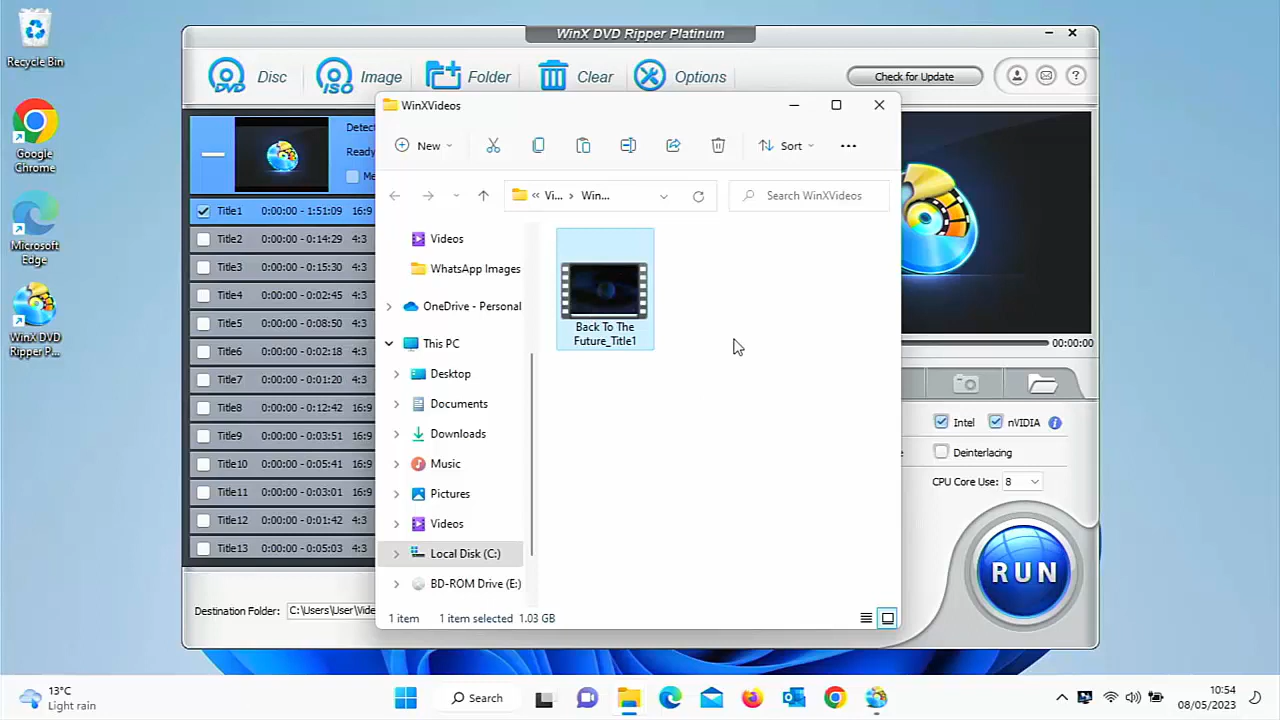 Recycle Bin
Google
Chrome
Microsoft
Edge
WinX DVD
Ripper P...
WinX DVD Ripper Platinum
Disc
Image
Folder
Clear
Options
Check for Update
Ready
Title1 0:00:00 - 1:51:09 16:9
Title2 0:00:00 - 0:14:29 4:3
Title3 0:00:00 - 0:15:30 4:3
Title4 0:00:00 - 0:02:45 4:3
Title5 0:00:00 - 0:08:50 4:3
Title6 0:00:00 - 0:02:18 4:3
Title7 0:00:00 - 0:01:20 4:3
Title8 0:00:00 - 0:12:42 4:3
Title9 0:00:00 - 0:03:51 4:3
Title10 0:00:00 - 0:05:41 16:9
Title11 0:00:00 - 0:03:01 16:9
Title12 0:00:00 - 0:01:42 4:3
Title13 0:00:00 - 0:05:03 4:3
Destination Folder: C:\Users\User\Vide
WinXVideos
New
Sort
« Vi... › Win...
Search WinXVideos
Videos
WhatsApp Images
OneDrive - Personal
This PC
Desktop
Documents
Downloads
Music
Pictures
Videos
Local Disk (C:)
BD-ROM Drive (E:)
Back To The
Future_Title1
1 item 1 item selected 1.03 GB
00:00:00
Intel nVIDIA
Deinterlacing
CPU Core Use: 8
RUN
13°C
Light rain
Search
10:54
08/05/2023